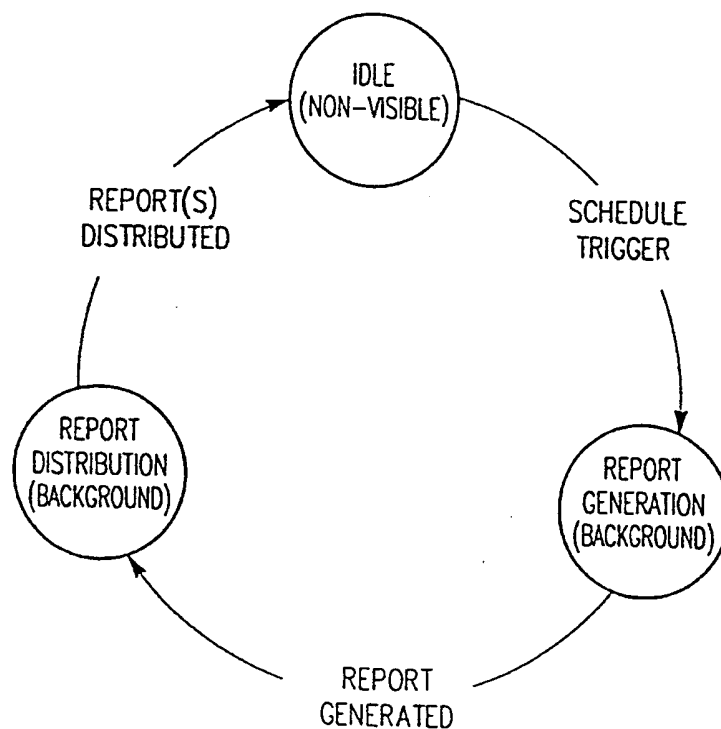 IDLE
(NON-VISIBLE)
REPORT(S)
DISTRIBUTED
SCHEDULE
TRIGGER
REPORT
DISTRIBUTION
(BACKGROUND)
REPORT
GENERATION
(BACKGROUND)
REPORT
GENERATED